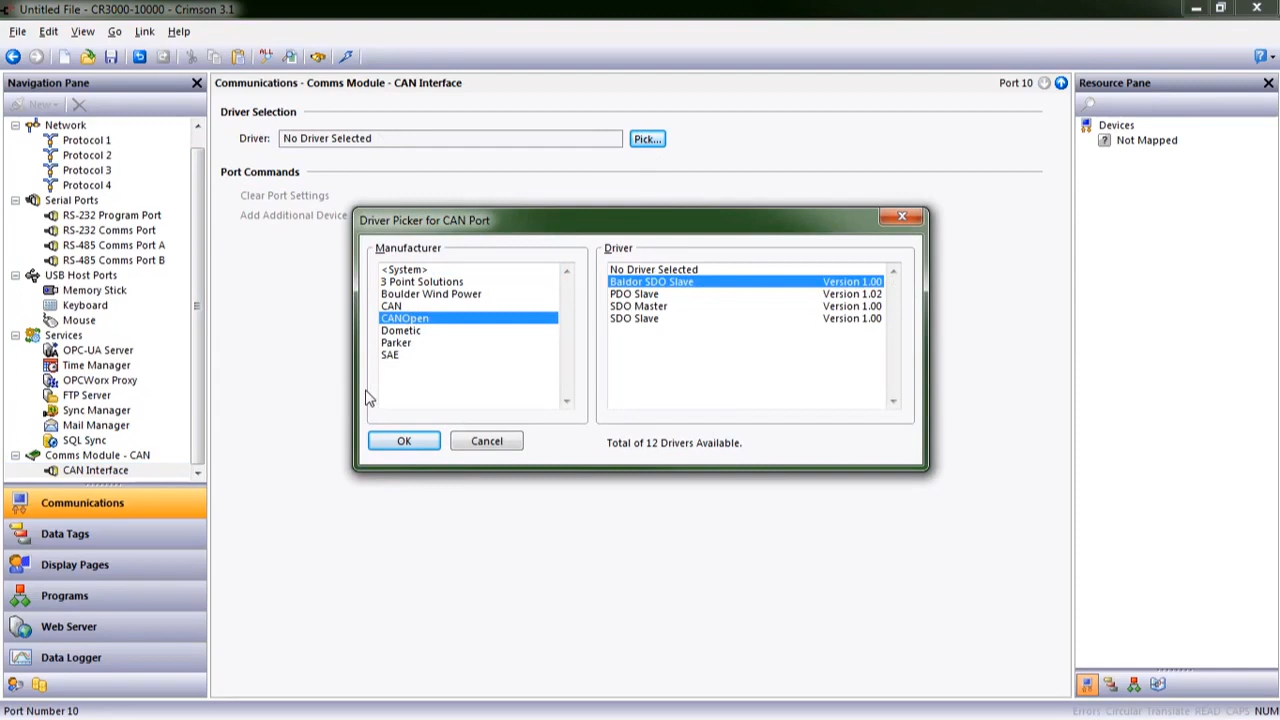 Untitled File - CR3000-10000 - Crimson 3.1
File Edit View Go Link Help
Navigation Pane
New
Network
Protocol 1
Protocol 2
Protocol 3
Protocol 4
Serial Ports
RS-232 Program Port
RS-232 Comms Port
RS-485 Comms Port A
RS-485 Comms Port B
USB Host Ports
Memory Stick
Keyboard
Mouse
Services
OPC-UA Server
Time Manager
OPCWorx Proxy
FTP Server
Sync Manager
Mail Manager
SQL Sync
Comms Module - CAN
CAN Interface
Communications
Data Tags
Display Pages
Programs
Web Server
Data Logger
Communications - Comms Module - CAN Interface
Port 10
Driver Selection
Driver: No Driver Selected Pick...
Port Commands
Clear Port Settings
Add Additional Device
Driver Picker for CAN Port
Manufacturer
<System>
3 Point Solutions
Boulder Wind Power
CAN
CANOpen
Dometic
Parker
SAE
Driver
No Driver Selected
Baldor SDO Slave Version 1.00
PDO Slave Version 1.02
SDO Master Version 1.00
SDO Slave Version 1.00
OK Cancel
Total of 12 Drivers Available.
Resource Pane
Devices
Not Mapped
Port Number 10
Errors Circular Translate READ CAPS NUM